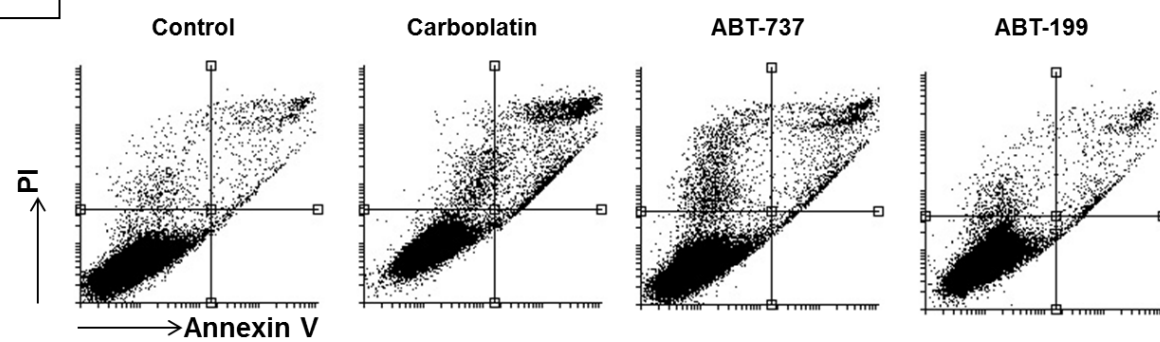 Control
Carboplatin
ABT-737
ABT-199
PI
Annexin V